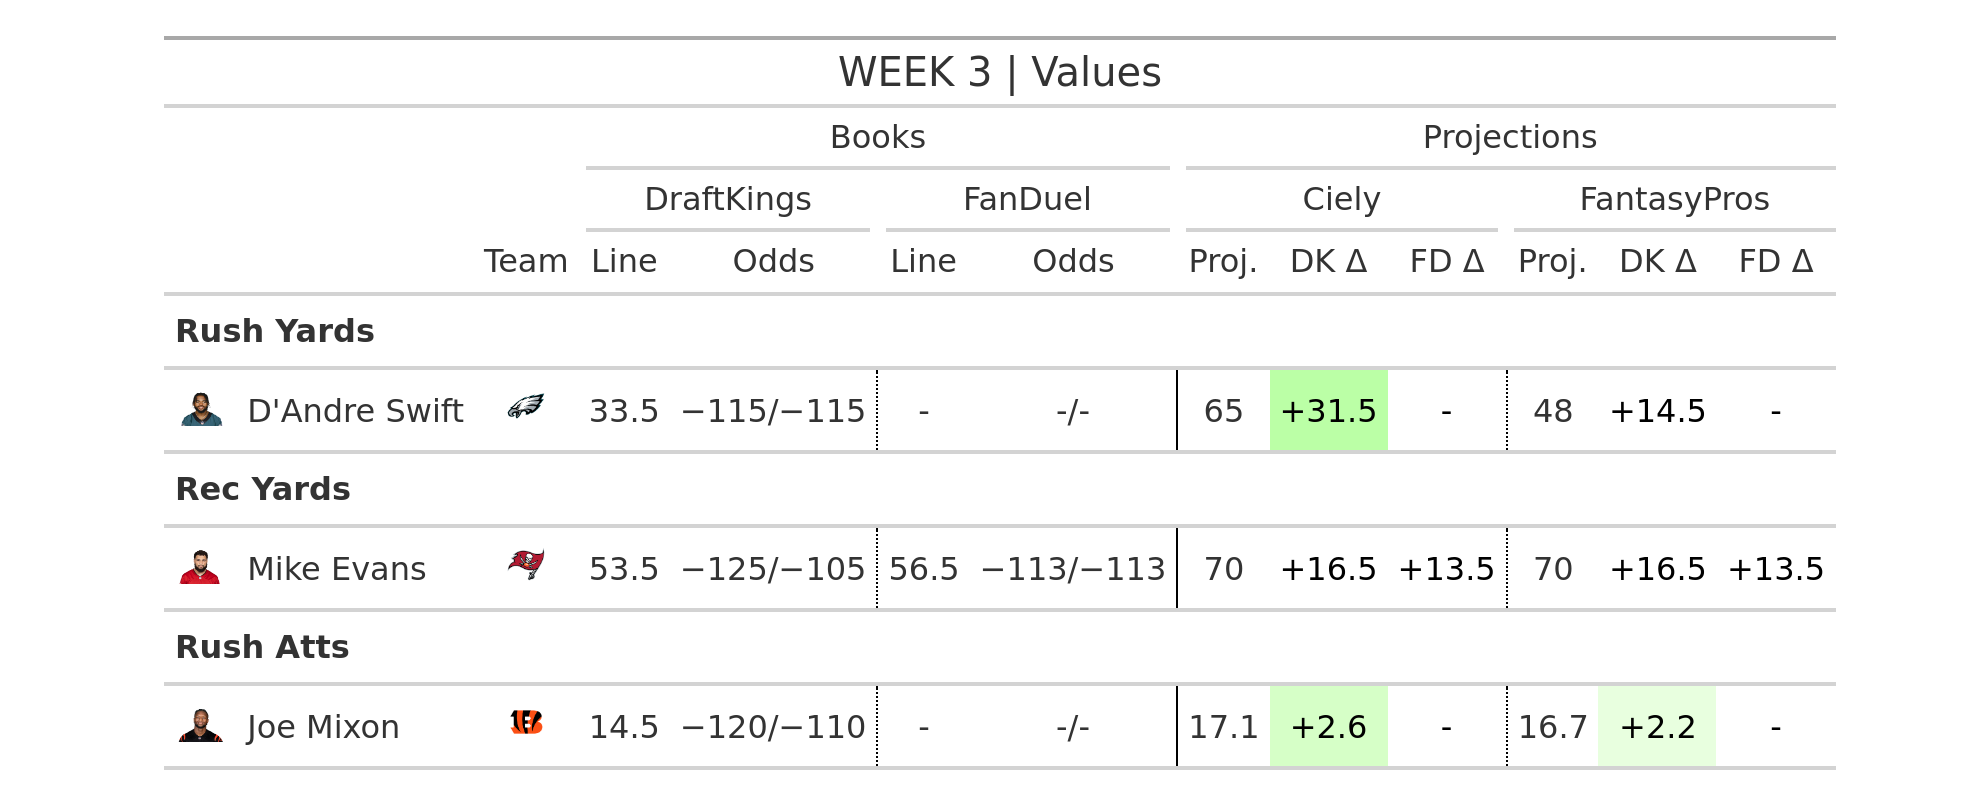 WEEK 3 | Values
Books Projections
DraftKings FanDuel Ciely FantasyPros
Team Line Odds Line Odds Proj. DK Δ FD Δ Proj. DK Δ FD Δ
Rush Yards
D'Andre Swift 33.5 −115/−115 - -/- 65 +31.5 - 48 +14.5 -
Rec Yards
Mike Evans 53.5 −125/−105 56.5 −113/−113 70 +16.5 +13.5 70 +16.5 +13.5
Rush Atts
Joe Mixon 14.5 −120/−110 - -/- 17.1 +2.6 - 16.7 +2.2 -